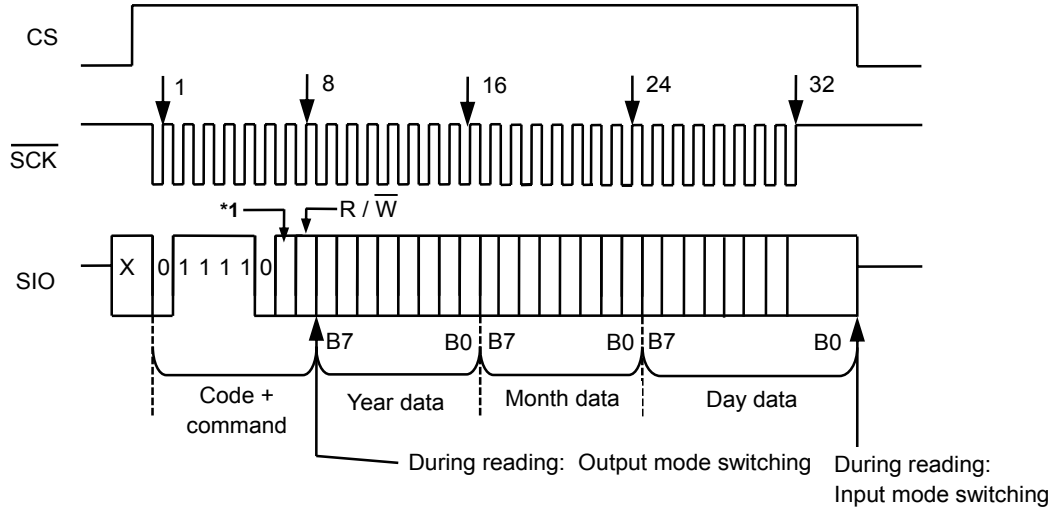 CS
1 8 16 24 32
SCK
*1 R / W
SIO X 0 1 1 1 1 0
B7 B0 B7 B0 B7 B0
Code +
command
Year data Month data Day data
During reading: Output mode switching
During reading:
Input mode switching